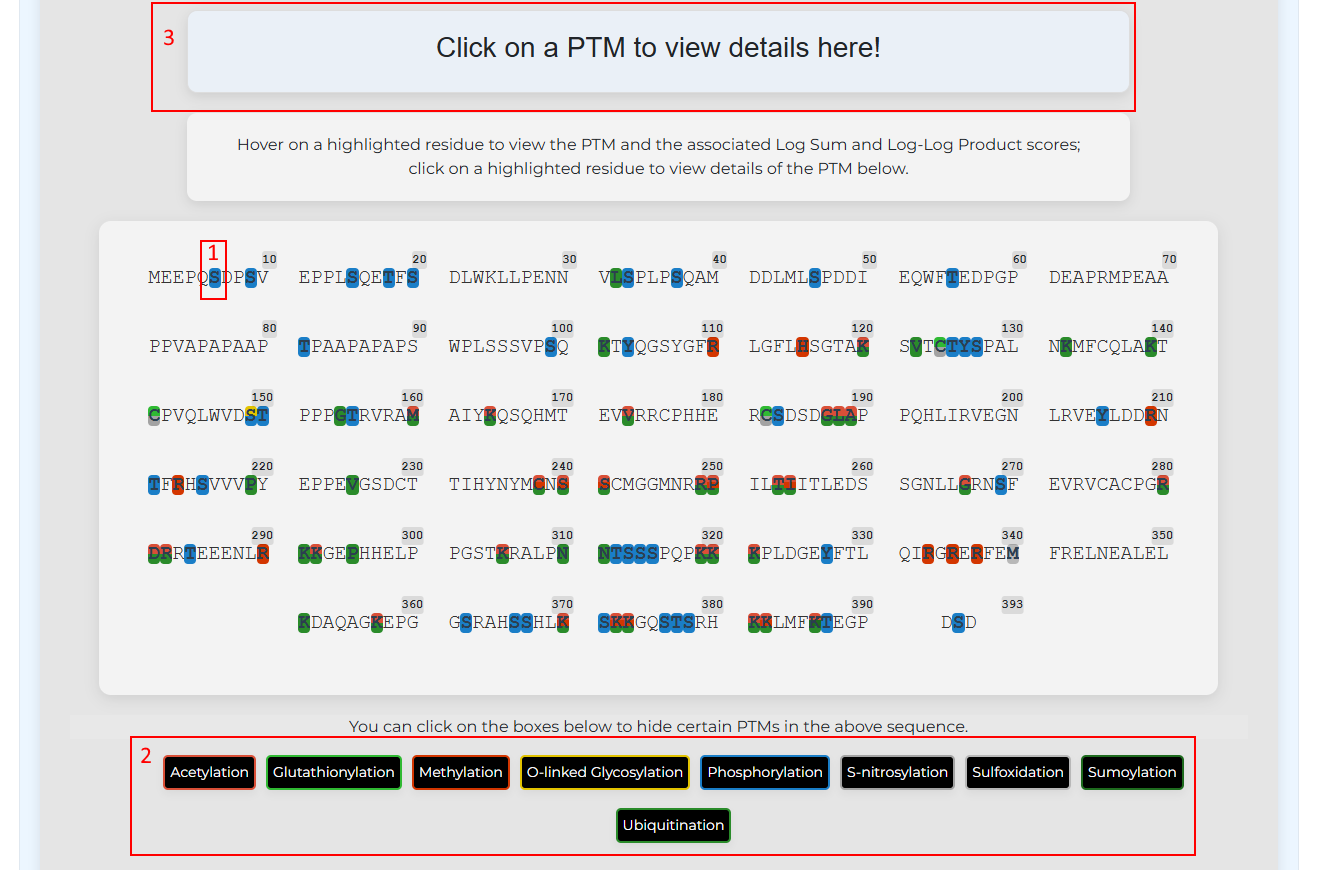 3
Click on a PTM to view details here!
Hover on a highlighted residue to view the PTM and the associated Log Sum and Log-Log Product scores;
click on a highlighted residue to view details of the PTM below.
1
10 20 30 40 50 60 70
MEEPQSDPSV EPPLSQETFS DLWKLLPENN VLSPLPSQAM DDLMLSPDDI EQWFTEDPGP DEAPRMPEAA
80 90 100 110 120 130 140
PPVAPAPAAP TPAAPAPAPS WPLSSSVPSQ KTYQGSYGFR LGFLHSGTAK SVTCTYSPAL NKMFCQLAKT
150 160 170 180 190 200 210
CPVQLWVDST PPPGTRVRAM AIYKQSQHMT EVVRRCPHHE RCSDSDGLAP PQHLIRVEGN LRVEYLDDRN
220 230 240 250 260 270 280
TFRHSVVVPY EPPEVGSDCT TIHYNYMCNS SCMGGMNRRP ILTIITLEDS SGNLLGRNSF EVRVCACPGR
290 300 310 320 330 340 350
DRRTEEENLR KKGEPHHELP PGSTKRALPN NTSSSPQPKK KPLDGEYFTL QIRGRERFEM FRELNEALEL
360 370 380 390 393
KDAQAGKEPG GSRAHSSHLK SKKGQSTSRH KKLMFKTEGP DSD
You can click on the boxes below to hide certain PTMs in the above sequence.
2
Acetylation Glutathionylation Methylation O-linked Glycosylation Phosphorylation S-nitrosylation Sulfoxidation Sumoylation
Ubiquitination